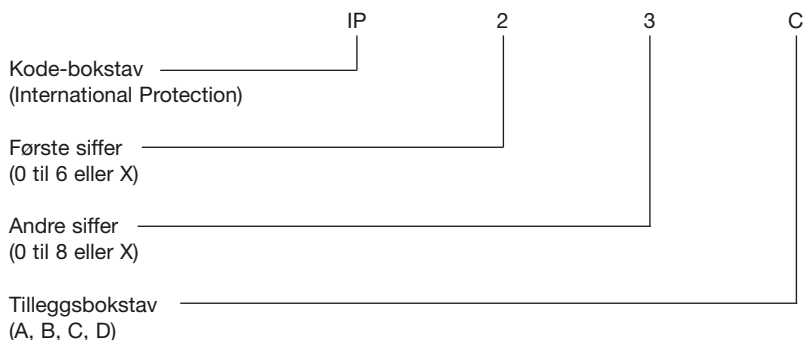 IP 2 3 C
Kode-bokstav
(International Protection)
Første siffer
(0 til 6 eller X)
Andre siffer
(0 til 8 eller X)
Tilleggsbokstav
(A, B, C, D)